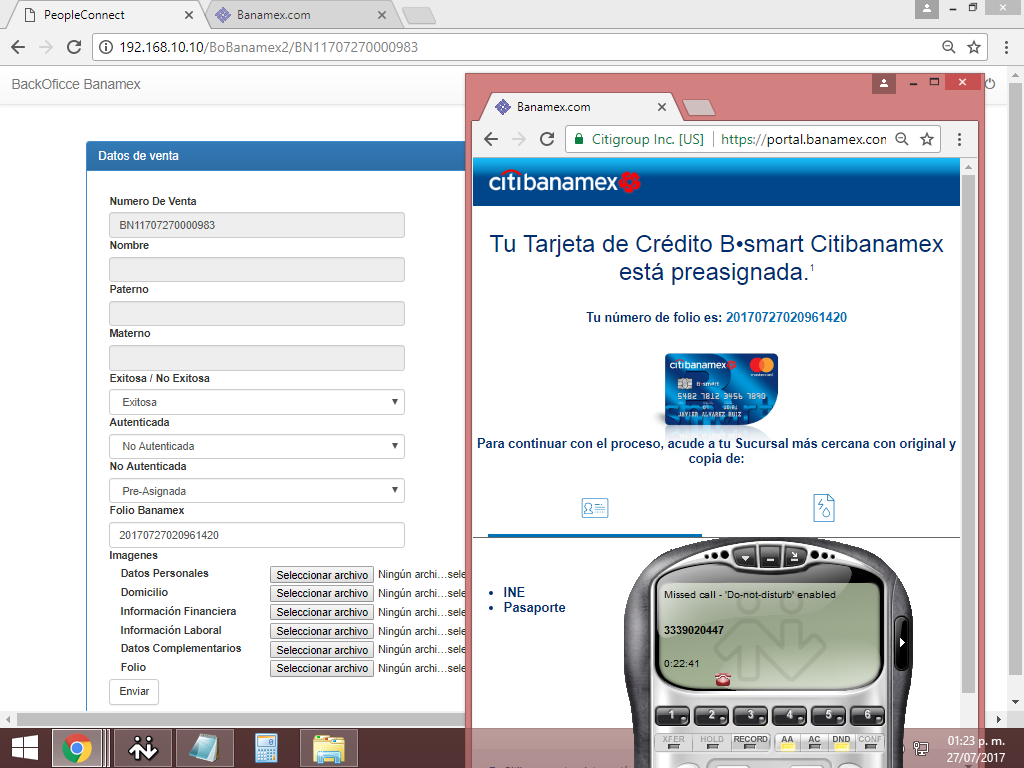 PeopleConnect
Banamex.com
192.168.10.10/BoBanamex2/BN11707270000983
BackOficce Banamex
Datos de venta
Numero De Venta
BN11707270000983
Nombre
Paterno
Materno
Exitosa / No Exitosa
Exitosa
Autenticada
No Autenticada
No Autenticada
Pre-Asignada
Folio Banamex
20170727020961420
Imagenes
Datos Personales Seleccionar archivo Ningún archi...sele
Domicilio Seleccionar archivo Ningún archi...sele
Información Financiera Seleccionar archivo Ningún archi...sele
Información Laboral Seleccionar archivo Ningún archi...sele
Datos Complementarios Seleccionar archivo Ningún archi...sele
Folio Seleccionar archivo Ningún archi...sele
Enviar
Banamex.com
Citigroup Inc. [US] https://portal.banamex.com
citibanamex
Tu Tarjeta de Crédito B•smart Citibanamex
está preasignada.1
Tu número de folio es: 20170727020961420
citibanamex
mastercard
B•smart
5482 7812 3456 7890
JAVIER ALVAREZ RUIZ
Para continuar con el proceso, acude a tu Sucursal más cercana con original y
copia de:
• INE
• Pasaporte
Missed call - 'Do-not-disturb' enabled
3339020447
0:22:41
1 2 3 4 5 6
XFER HOLD RECORD AA AC DND CONF
01:23 p. m.
27/07/2017